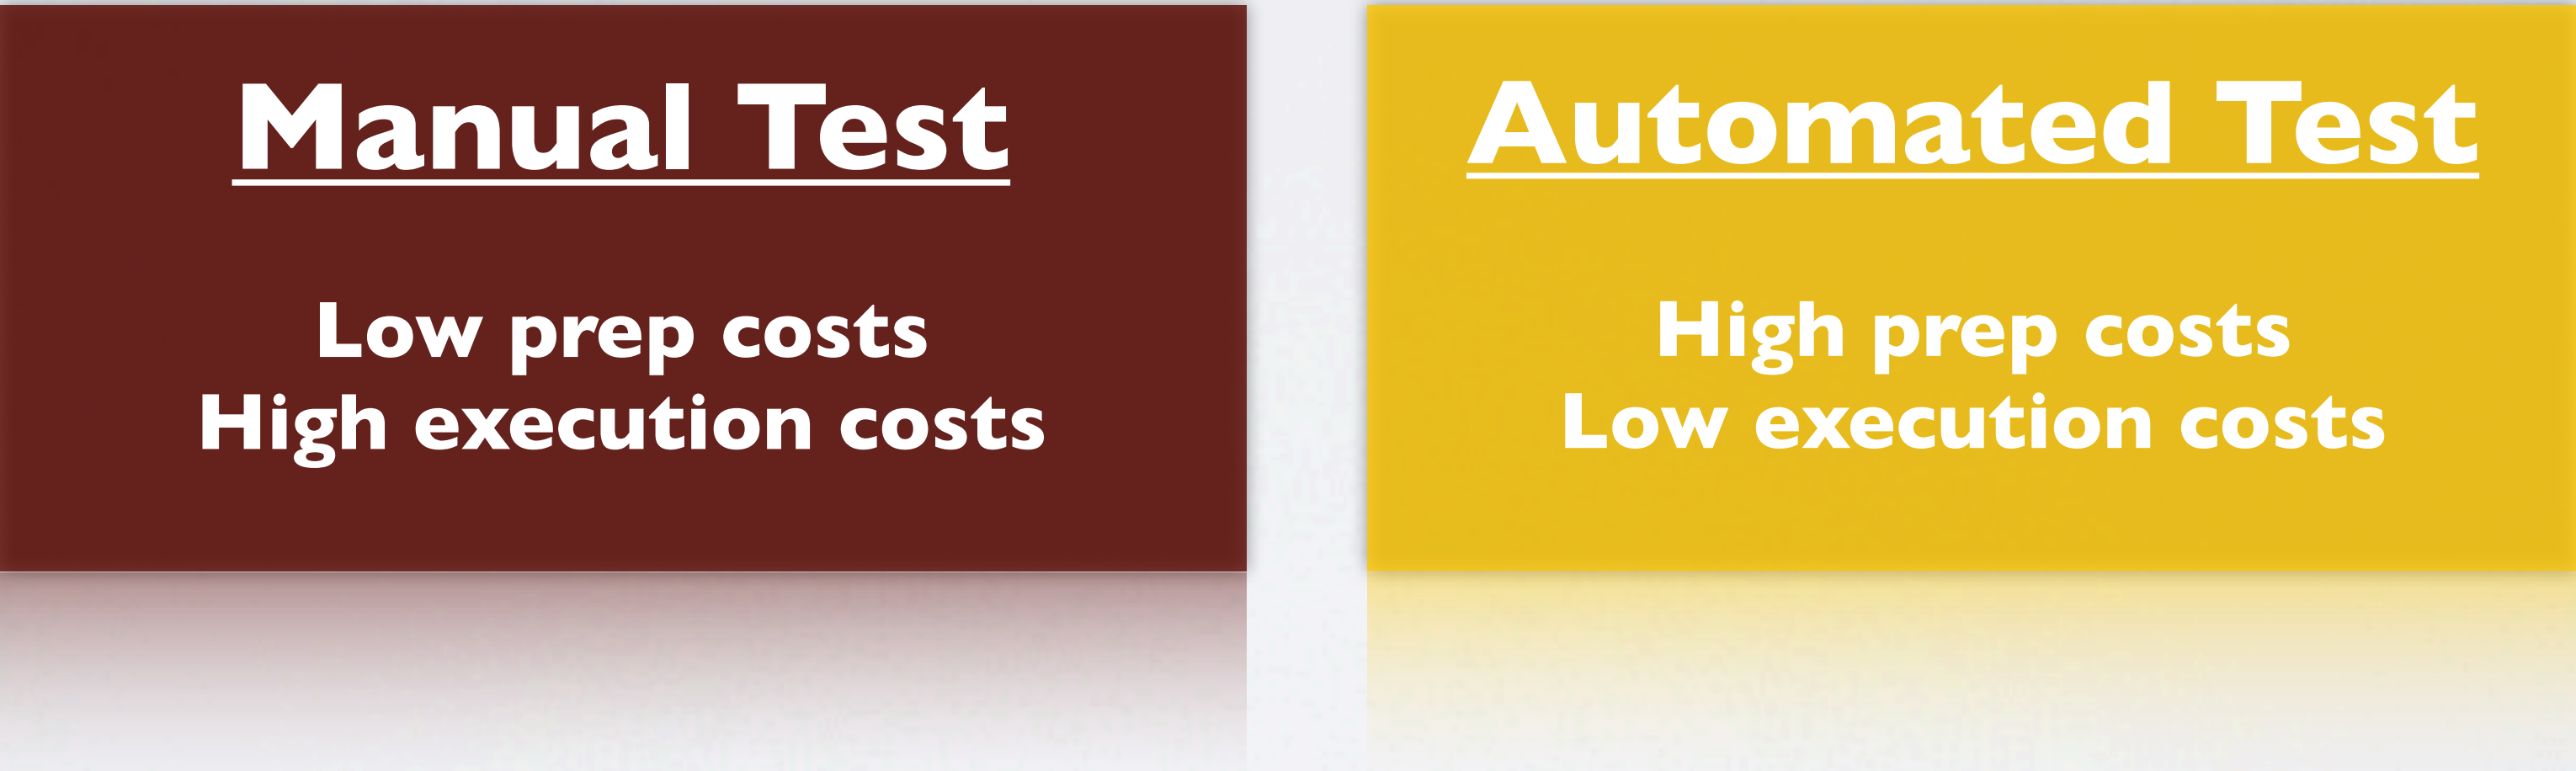 Manual Test
Low prep costs
High execution costs
Automated Test
High prep costs
Low execution costs